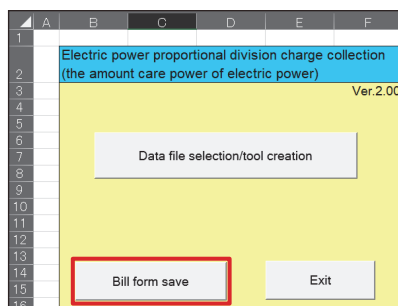 A B C D E F
1
Electric power proportional division charge collection
2 (the amount care power of electric power)
3 Ver.2.00
4
5
6
7 Data file selection/tool creation
8
9
10
11
12
13
14 Bill form save Exit
15
16